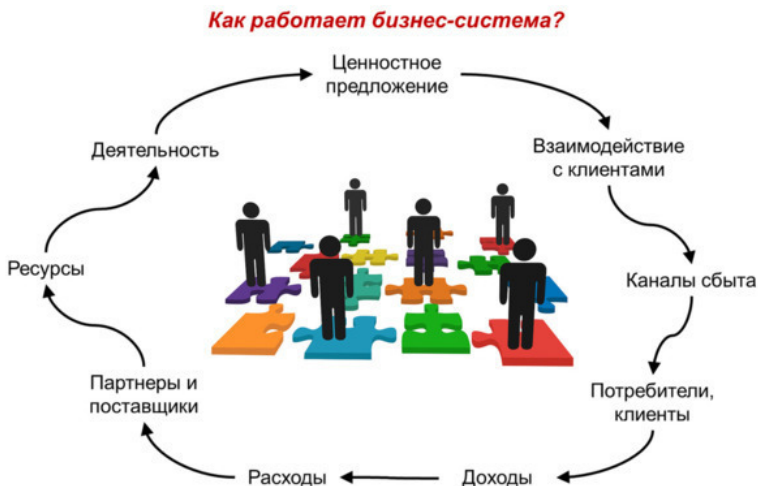 Как работает бизнес-система?
Ценностное
предложение
Взаимодействие
с клиентами
Каналы сбыта
Потребители,
клиенты
Доходы
Расходы
Партнеры и
поставщики
Ресурсы
Деятельность